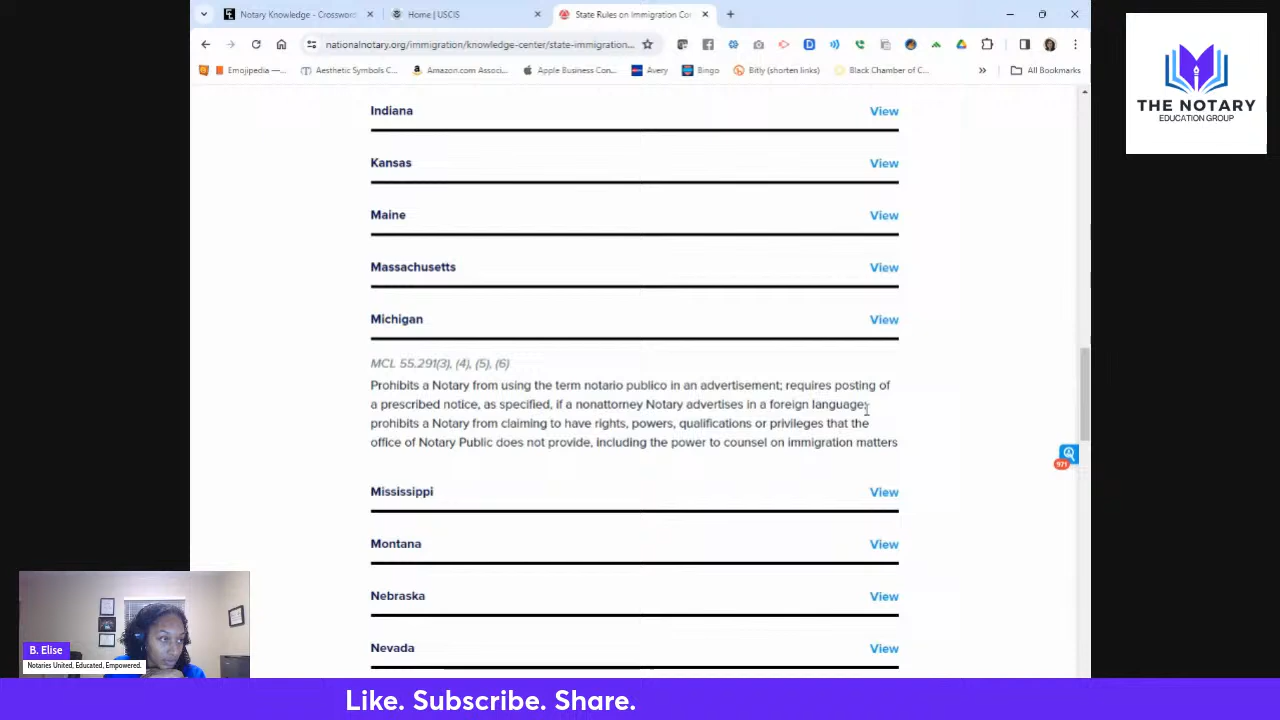 Notary Knowledge - Crossword
Home | USCIS
State Rules on Immigration Co
nationalnotary.org/immigration/knowledge-center/state-immigration...
Emojipedia —...
Aesthetic Symbols C...
Amazon.com Associ...
Apple Business Con...
Avery
Bingo
Bitly (shorten links)
Black Chamber of C...
All Bookmarks
THE NOTARY
EDUCATION GROUP
Indiana View
Kansas View
Maine View
Massachusetts View
Michigan View
MCL 55.291(3), (4), (5), (6)
Prohibits a Notary from using the term notario publico in an advertisement; requires posting of
a prescribed notice, as specified, if a nonattorney Notary advertises in a foreign language;
prohibits a Notary from claiming to have rights, powers, qualifications or privileges that the
office of Notary Public does not provide, including the power to counsel on immigration matters
971
Mississippi View
Montana View
Nebraska View
Nevada View
B. Elise
Notaries United, Educated, Empowered.
Like. Subscribe. Share.